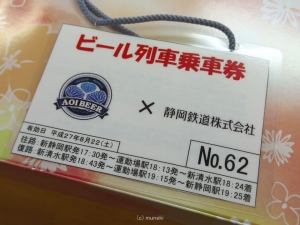 ビール列車乗車券
AOI BEER
×
静岡鉄道株式会社
有効日 平成27年8月22(土)
No.62
往路:新静岡駅発17:30発～運動場駅18:13発～新清水駅18:24着
復路:新清水駅発18:43発～運動場駅19:15発～新静岡駅19:25着
(c) muneki